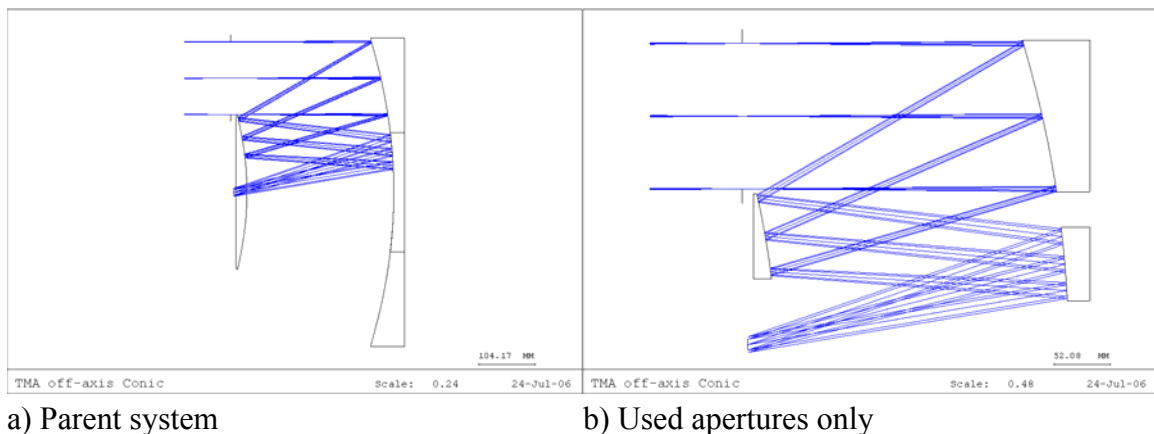 104.17 MM
TMA off-axis Conic Scale: 0.24 24-Jul-06
52.08 MM
TMA off-axis Conic Scale: 0.48 24-Jul-06
a) Parent system
b) Used apertures only